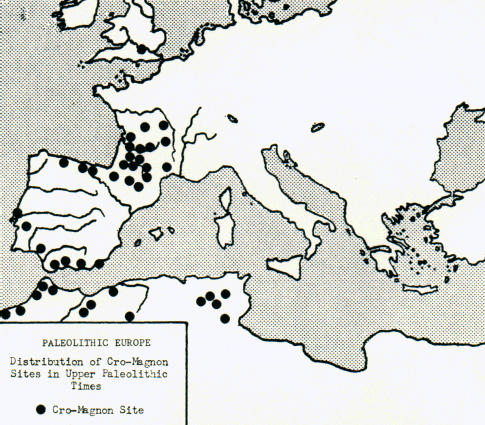 PALEOLITHIC EUROPE
Distribution of Cro-Magnon
Sites in Upper Paleolithic
Times
Cro-Magnon Site